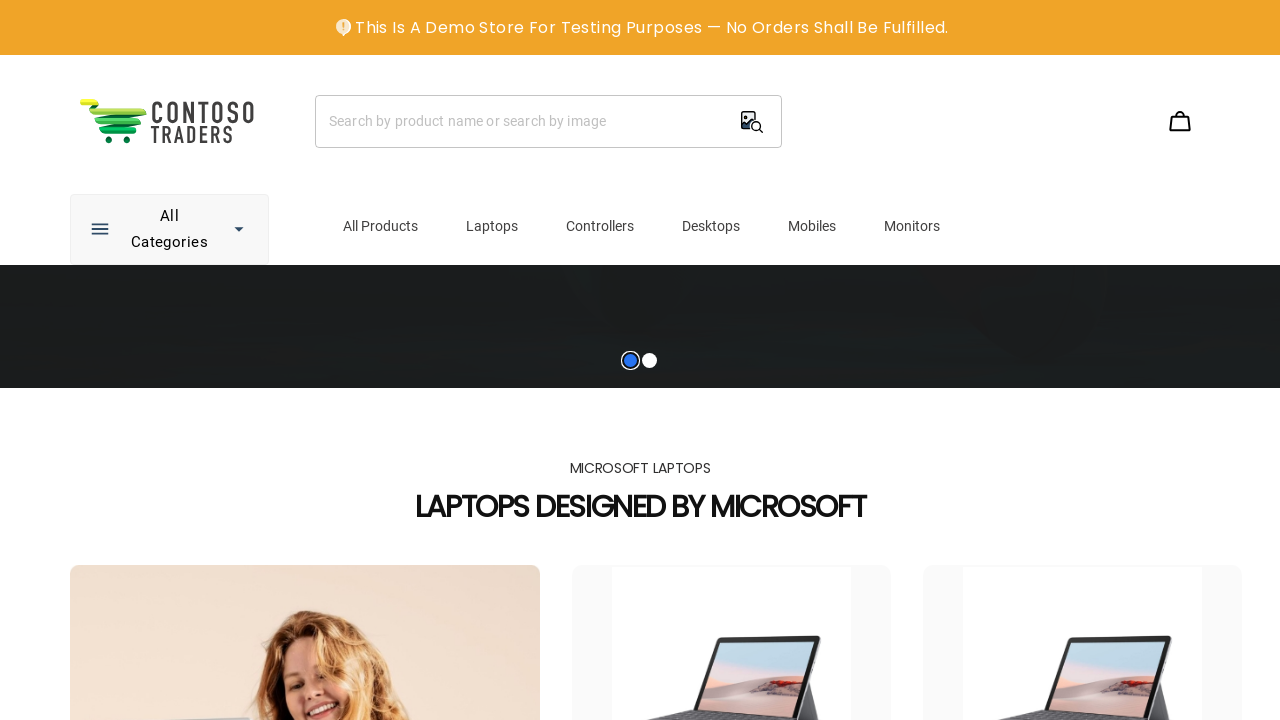 This Is A Demo Store For Testing Purposes — No Orders Shall Be Fulfilled.
CONTOSO
TRADERS
Search by product name or search by image
All
Categories
All Products
Laptops
Controllers
Desktops
Mobiles
Monitors
MICROSOFT LAPTOPS
LAPTOPS DESIGNED BY MICROSOFT